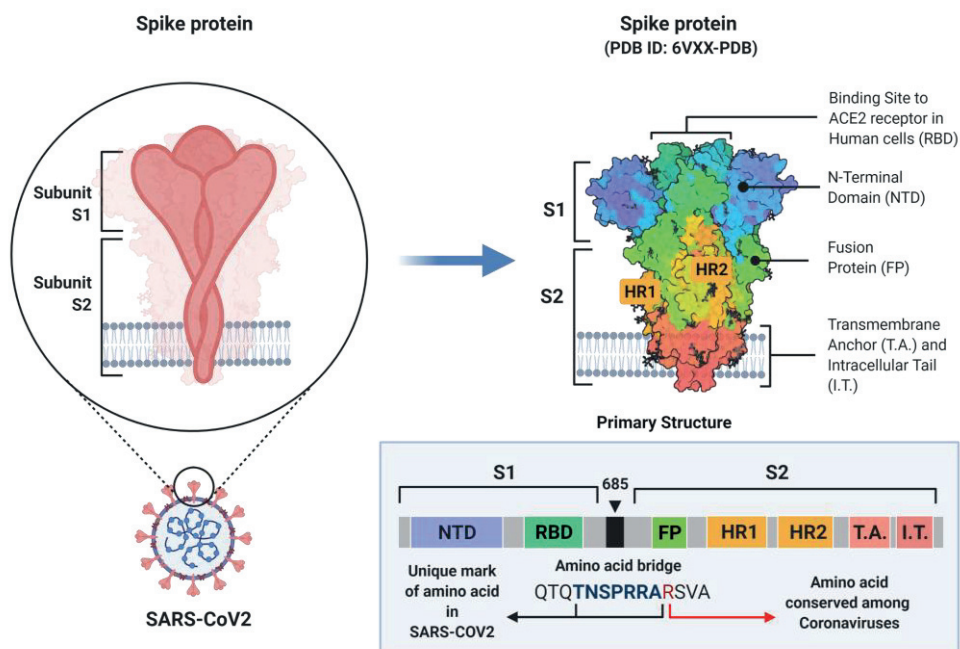 Spike protein
Subunit
S1
Subunit
S2
SARS-CoV2
Spike protein
(PDB ID: 6VXX-PDB)
S1
S2
HR1
HR2
Binding Site to
ACE2 receptor in
Human cells (RBD)
N-Terminal
Domain (NTD)
Fusion
Protein (FP)
Transmembrane
Anchor (T.A.) and
Intracellular Tail
(I.T.)
Primary Structure
S1
685
S2
NTD RBD FP HR1 HR2 T.A. I.T.
Unique mark
of amino acid
in
SARS-COV2
Amino acid bridge
QTQTNSPRRARSVA
Amino acid
conserved among
Coronaviruses